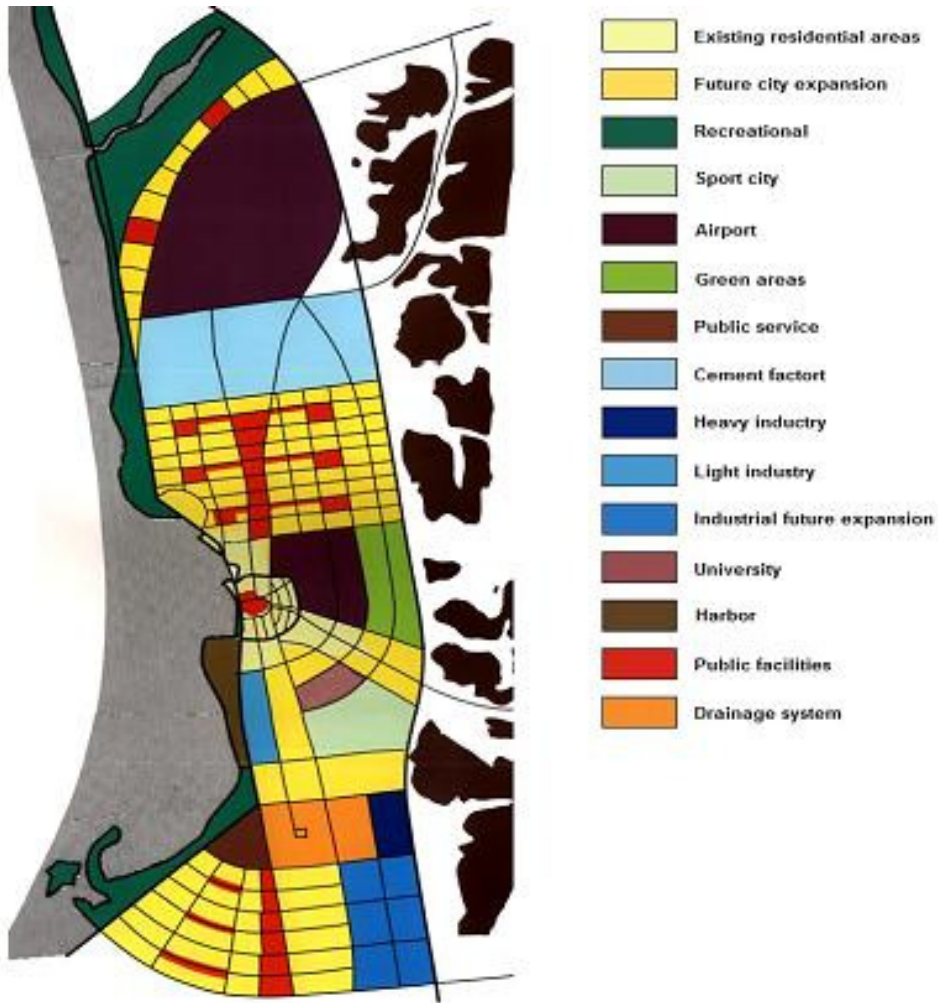 Existing residential areas
Future city expansion
Recreational
Sport city
Airport
Green areas
Public service
Cement factort
Heavy inductry
Light industry
Industrial future expansion
University
Harbor
Public facilities
Drainage system